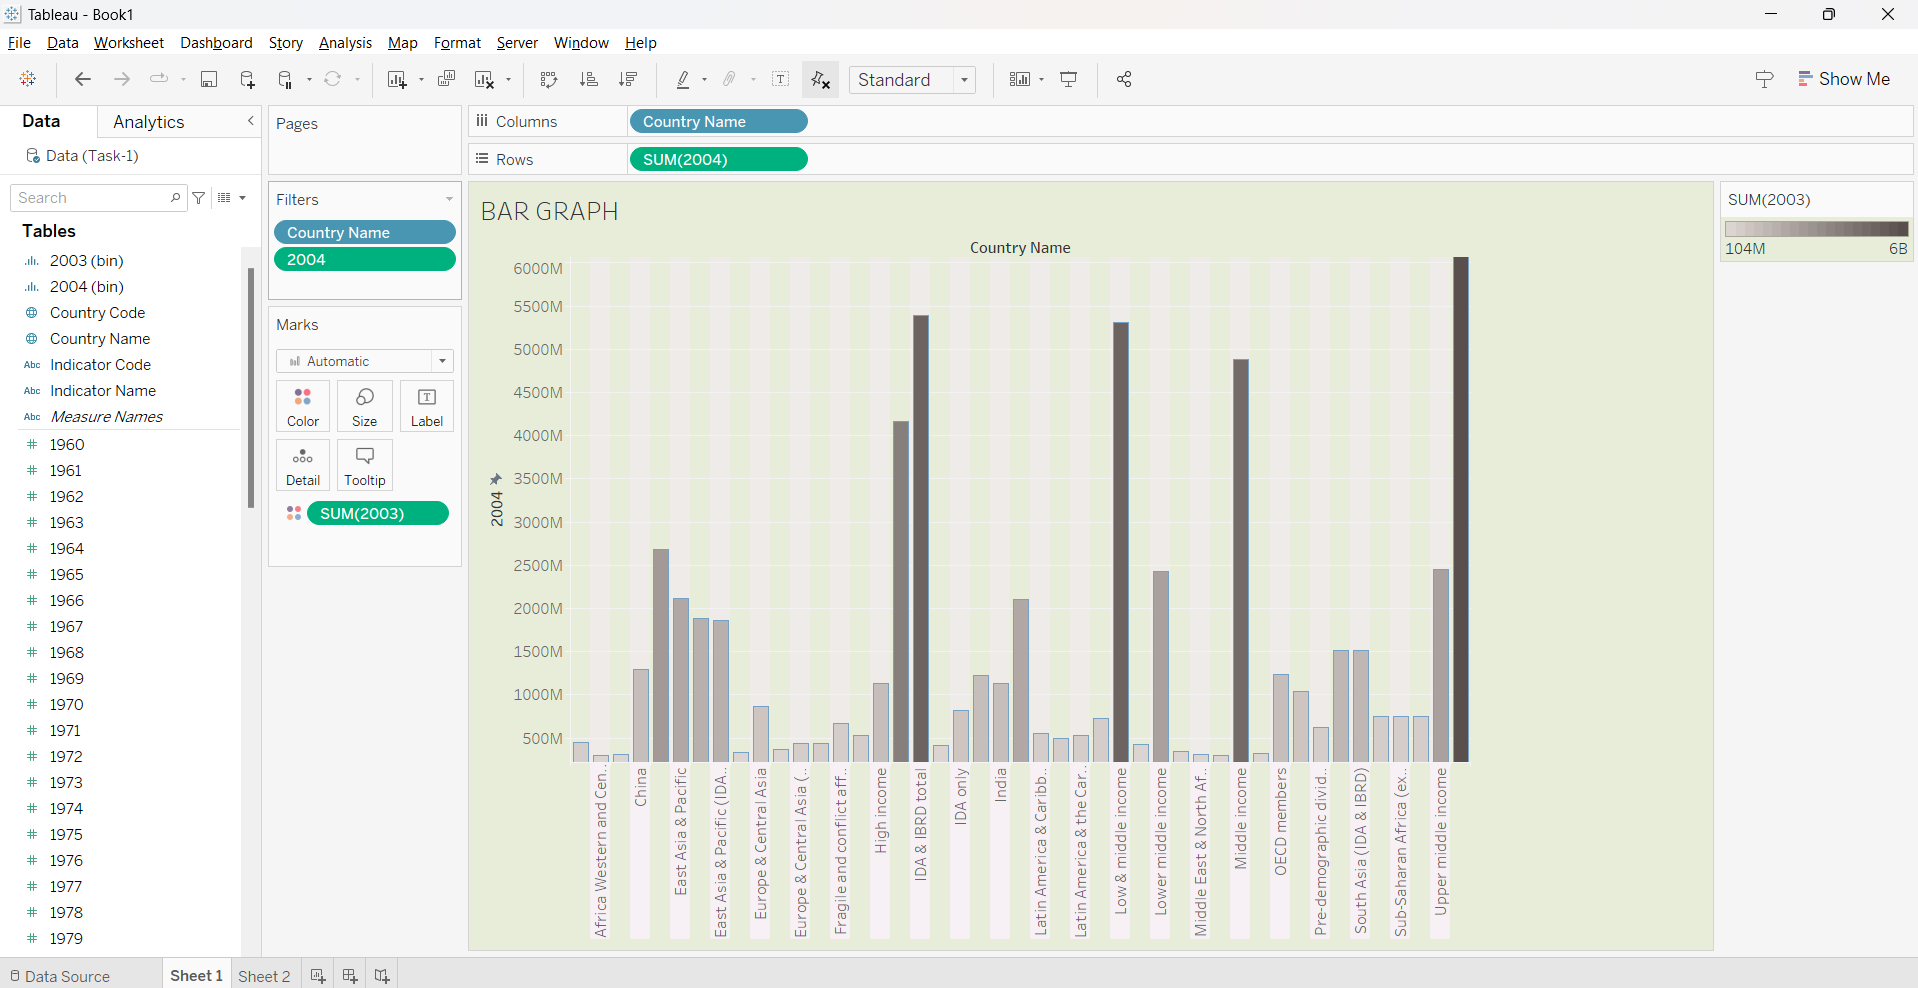 Tableau - Book1
File Data Worksheet Dashboard Story Analysis Map Format Server Window Help
Standard
Show Me
Data Analytics
Data (Task-1)
Search
Tables
2003 (bin)
2004 (bin)
Country Code
Country Name
Abc Indicator Code
Abc Indicator Name
Abc Measure Names
1960
1961
1962
1963
1964
1965
1966
1967
1968
1969
1970
1971
1972
1973
1974
1975
1976
1977
1978
1979
Pages
Filters
Country Name
2004
Marks
Automatic
Color Size Label
Detail Tooltip
SUM(2003)
Columns Country Name
Rows SUM(2004)
BAR GRAPH
Country Name
6000M
5500M
5000M
4500M
4000M
3500M
3000M
2500M
2000M
1500M
1000M
500M
2004
Africa Western and Cen..
China
East Asia & Pacific
East Asia & Pacific (IDA..
Europe & Central Asia
Europe & Central Asia (..
Fragile and conflict aff..
High income
IDA & IBRD total
IDA only
India
Latin America & Caribb..
Latin America & the Car..
Low & middle income
Lower middle income
Middle East & North Af..
Middle income
OECD members
Pre-demographic divid..
South Asia (IDA & IBRD)
Sub-Saharan Africa (ex..
Upper middle income
SUM(2003)
104M 6B
Data Source Sheet 1 Sheet 2